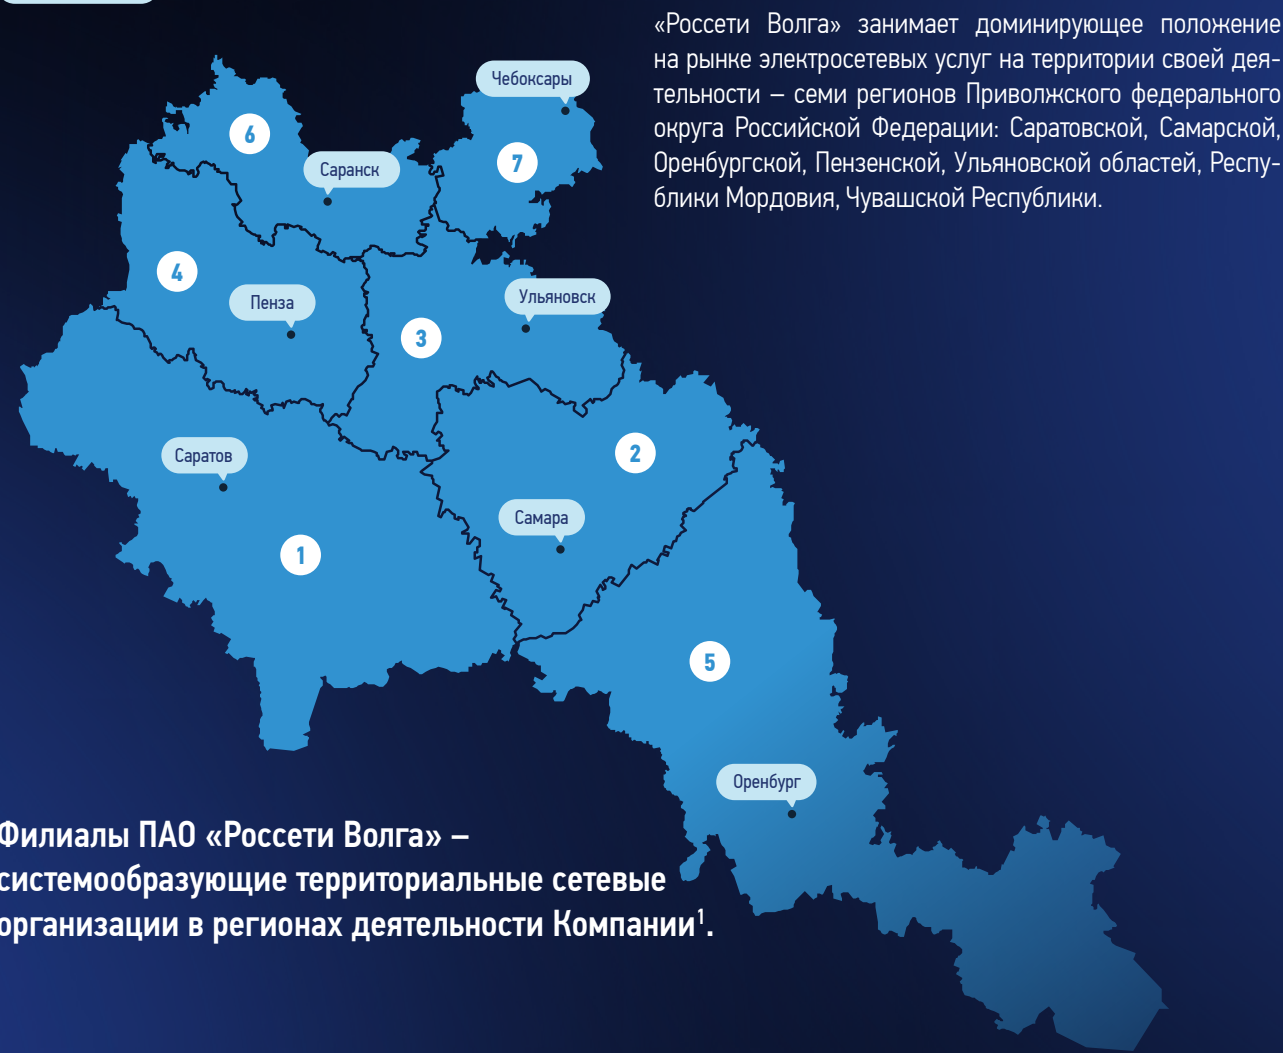 «Россети Волга» занимает доминирующее положение
на рынке электросетевых услуг на территории своей дея-
тельности – семи регионов Приволжского федерального
округа Российской Федерации: Саратовской, Самарской,
Оренбургской, Пензенской, Ульяновской областей, Респу-
блики Мордовия, Чувашской Республики.
Чебоксары
6
7
Саранск
4
Пенза
Ульяновск
3
Саратов
2
Самара
1
5
Оренбург
Филиалы ПАО «Россети Волга» –
системообразующие территориальные сетевые
организации в регионах деятельности Компании¹.